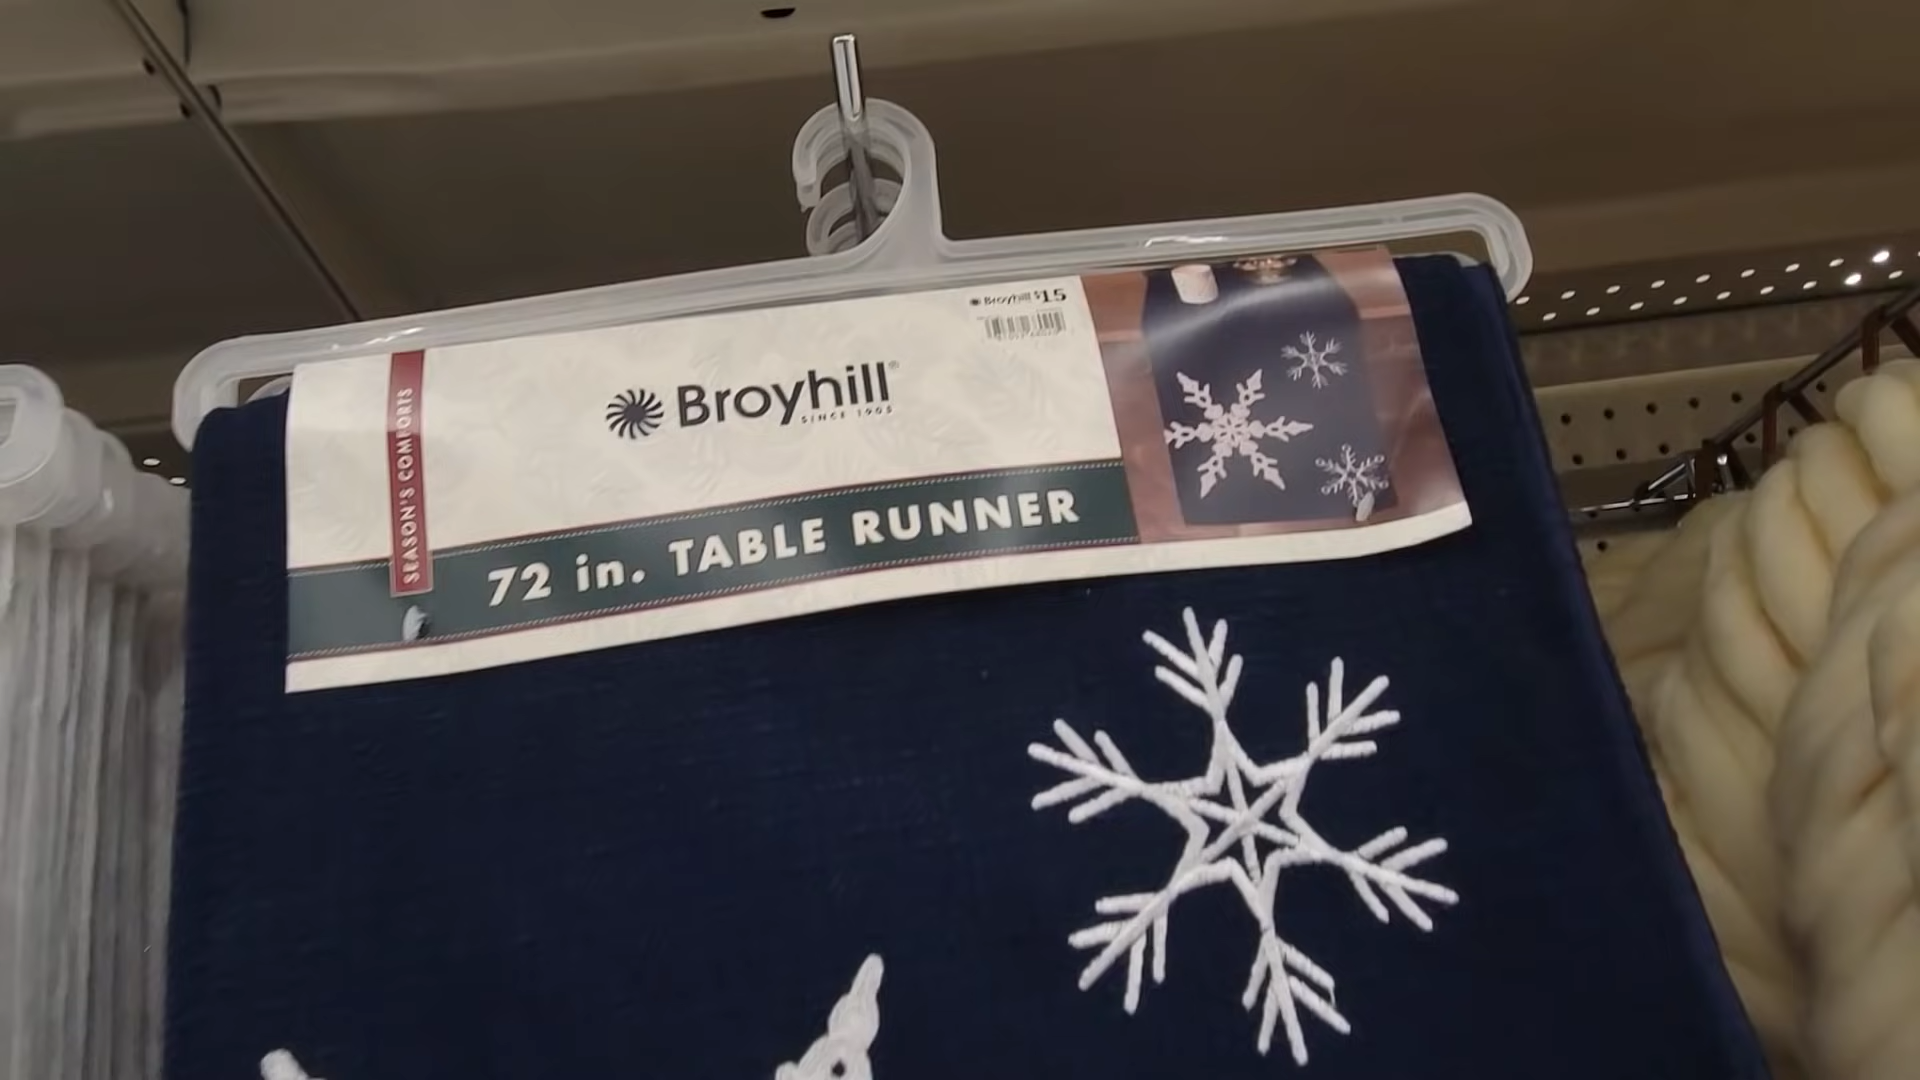 Broyhill $15
Broyhill®
SINCE 1905
SEASON'S COMFORTS
72 in. TABLE RUNNER